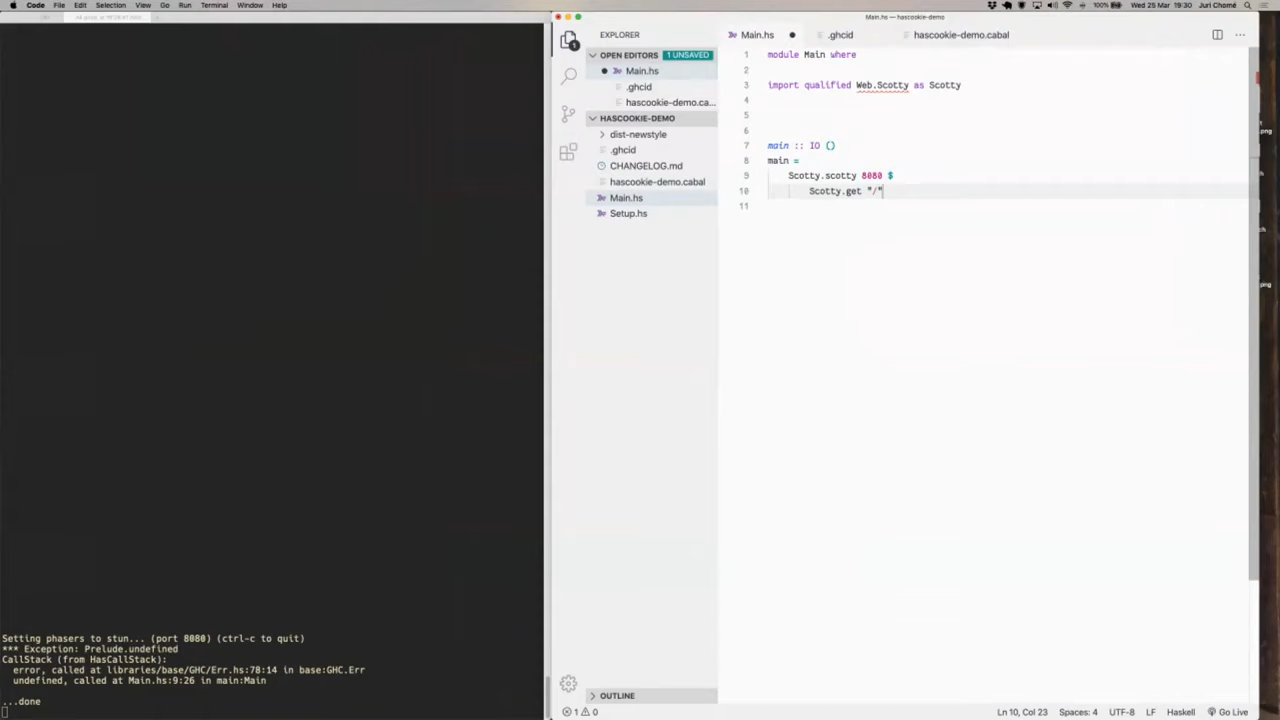 Code File Edit Selection View Go Run Terminal Window Help
100% Wed 25 Mar 19:30 Juri Chomé
Main.hs — hascookie-demo
EXPLORER
Main.hs
.ghcid
hascookie-demo.cabal
OPEN EDITORS 1 UNSAVED
Main.hs
.ghcid
hascookie-demo.ca...
HASCOOKIE-DEMO
dist-newstyle
.ghcid
CHANGELOG.md
hascookie-demo.cabal
Main.hs
Setup.hs
1 module Main where
2
3 import qualified Web.Scotty as Scotty
4
5
6
7 main :: IO ()
8 main =
9 Scotty.scotty 8080 $
10 Scotty.get "/"
11
Setting phasers to stun... (port 8080) (ctrl-c to quit)
*** Exception: Prelude.undefined
CallStack (from HasCallStack):
error, called at libraries/base/GHC/Err.hs:78:14 in base:GHC.Err
undefined, called at Main.hs:9:26 in main:Main
...done
OUTLINE
1 0
Ln 10, Col 23 Spaces: 4 UTF-8 LF Haskell Go Live
.png
.png